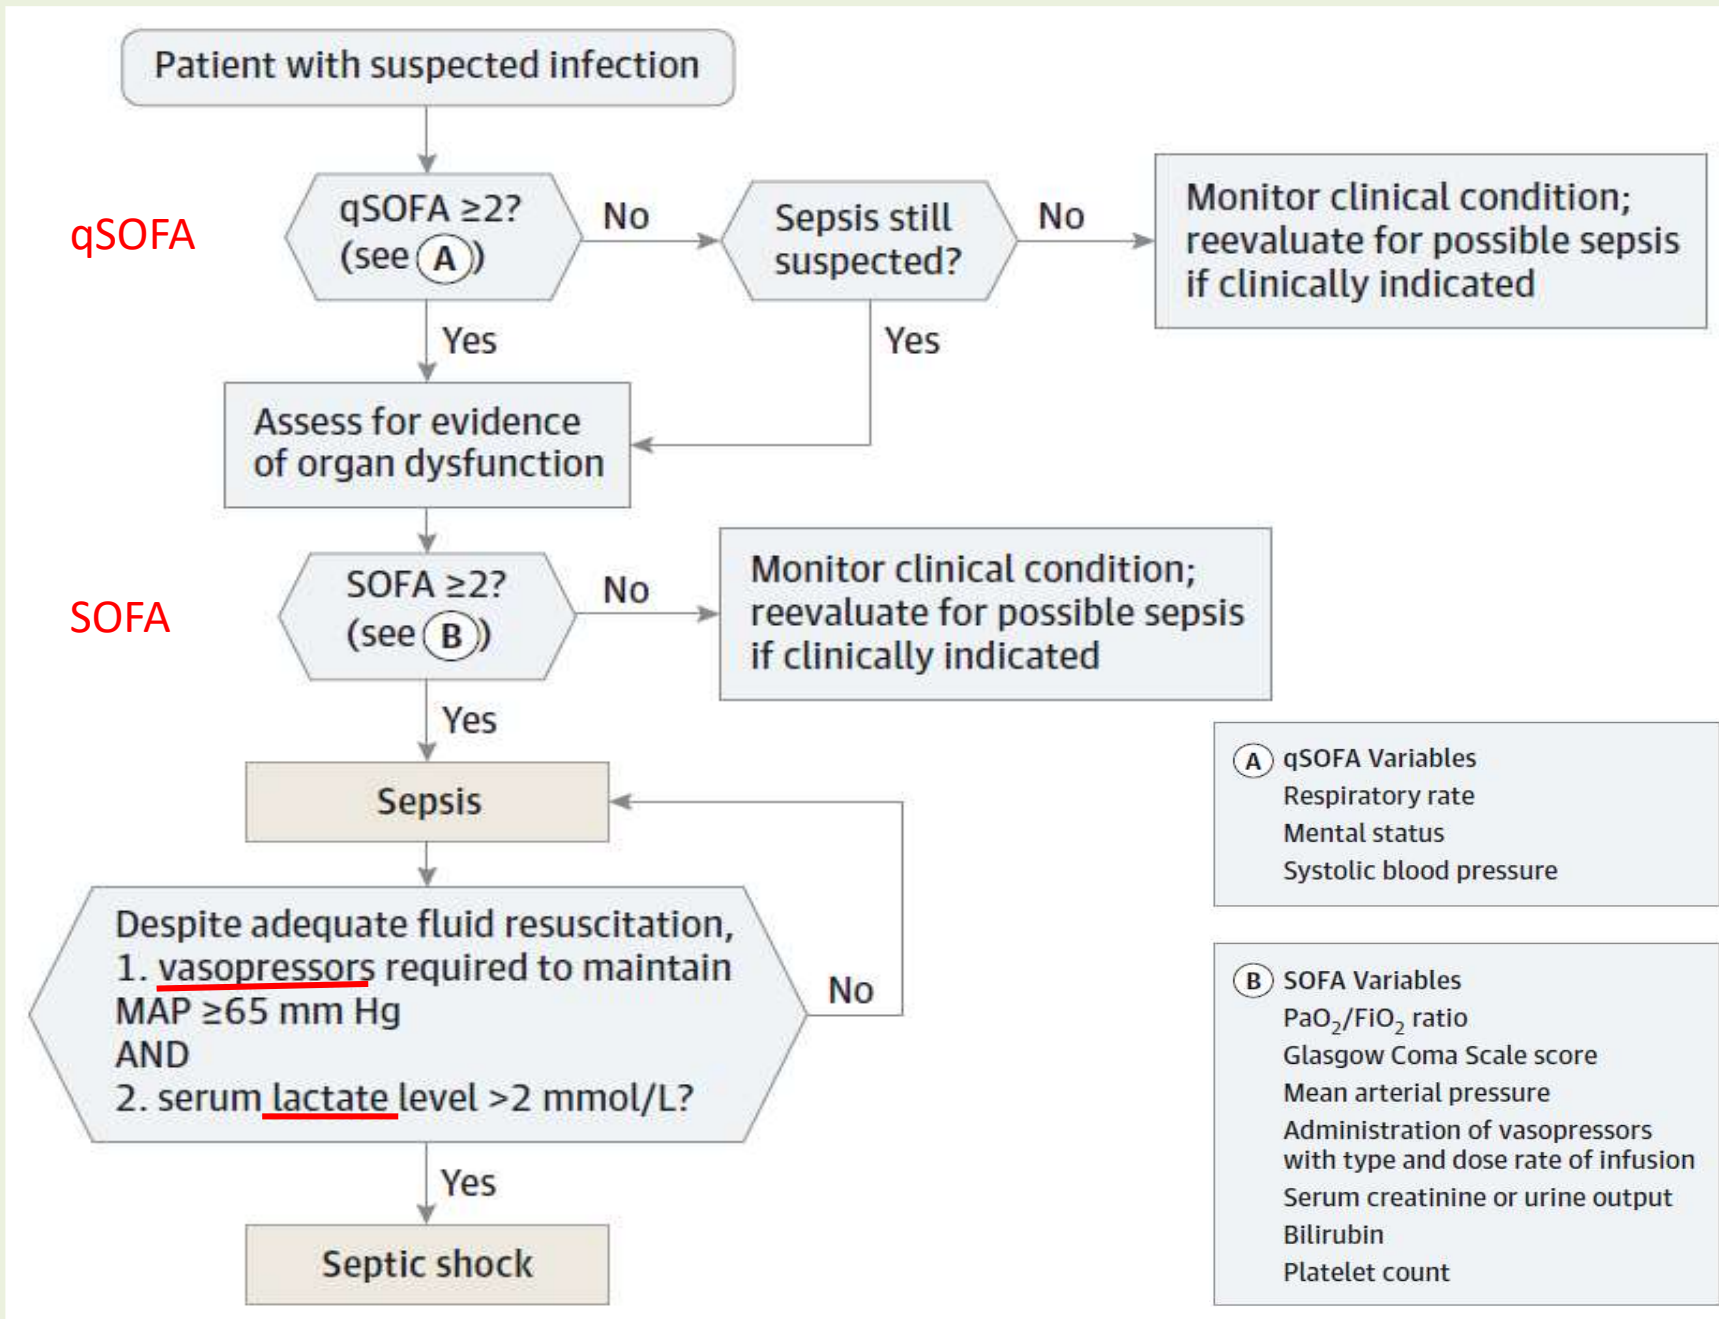 Patient with suspected infection
qSOFA
qSOFA ≥2?
(see A)
No
Sepsis still
suspected?
No
Monitor clinical condition;
reevaluate for possible sepsis
if clinically indicated
Yes
Yes
Assess for evidence
of organ dysfunction
SOFA
SOFA ≥2?
(see B)
No
Monitor clinical condition;
reevaluate for possible sepsis
if clinically indicated
Yes
Sepsis
Despite adequate fluid resuscitation,
1. vasopressors required to maintain
MAP ≥65 mm Hg
AND
2. serum lactate level >2 mmol/L?
No
Yes
Septic shock
A qSOFA Variables
Respiratory rate
Mental status
Systolic blood pressure
B SOFA Variables
PaO₂/FiO₂ ratio
Glasgow Coma Scale score
Mean arterial pressure
Administration of vasopressors
with type and dose rate of infusion
Serum creatinine or urine output
Bilirubin
Platelet count